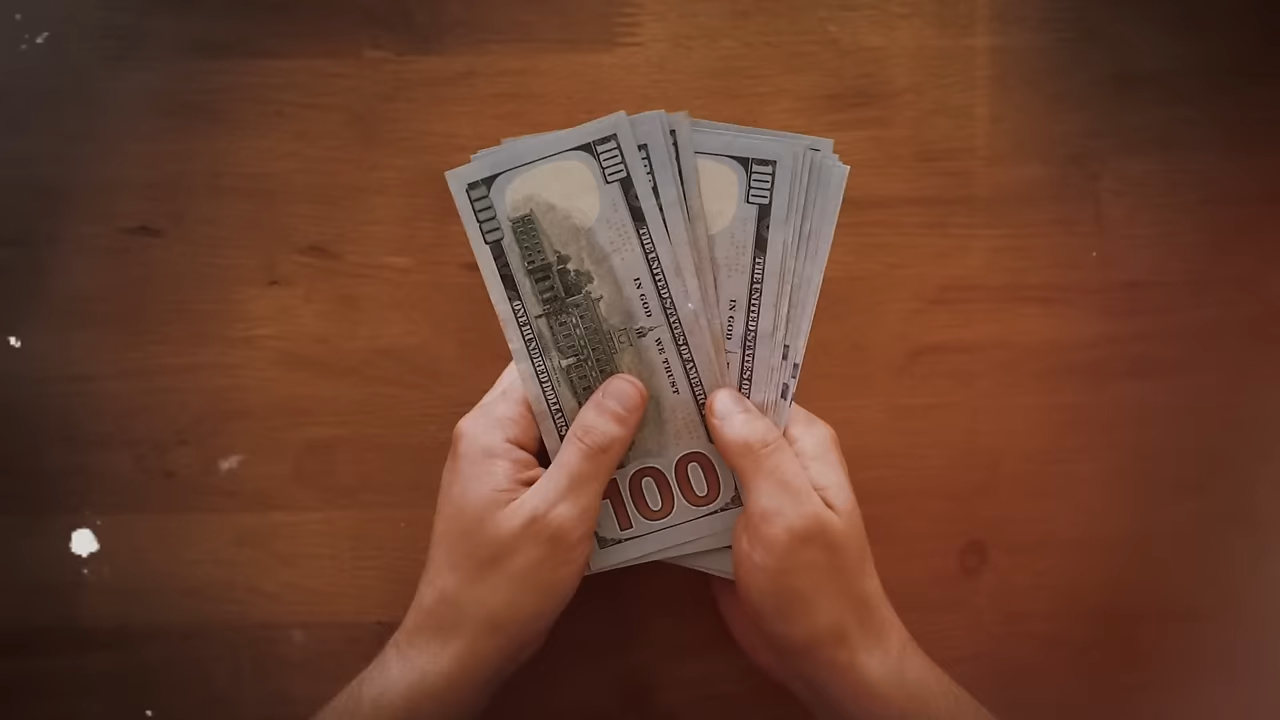 100
100
THE UNITED STATES OF AMERICA
IN GOD WE TRUST
ONE HUNDRED DOLLARS
100
100
THE UNITED STATES OF
IN GOD